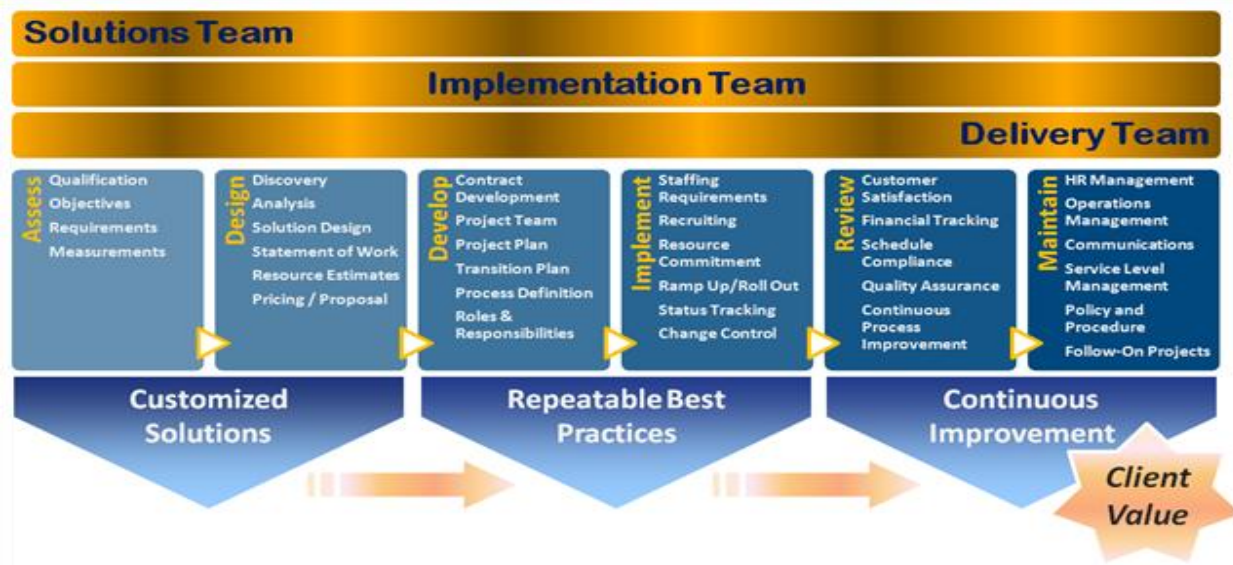 Solutions Team
Implementation Team
Delivery Team
Assess
Qualification
Objectives
Requirements
Measurements
Design
Discovery
Analysis
Solution Design
Statement of Work
Resource Estimates
Pricing / Proposal
Develop
Contract
Development
Project Team
Project Plan
Transition Plan
Process Definition
Roles &
Responsibilities
Implement
Staffing
Requirements
Recruiting
Resource
Commitment
Ramp Up/Roll Out
Status Tracking
Change Control
Review
Customer
Satisfaction
Financial Tracking
Schedule
Compliance
Quality Assurance
Continuous
Process
Improvement
Maintain
HR Management
Operations
Management
Communications
Service Level
Management
Policy and
Procedure
Follow-On Projects
Customized
Solutions
Repeatable Best
Practices
Continuous
Improvement
Client
Value